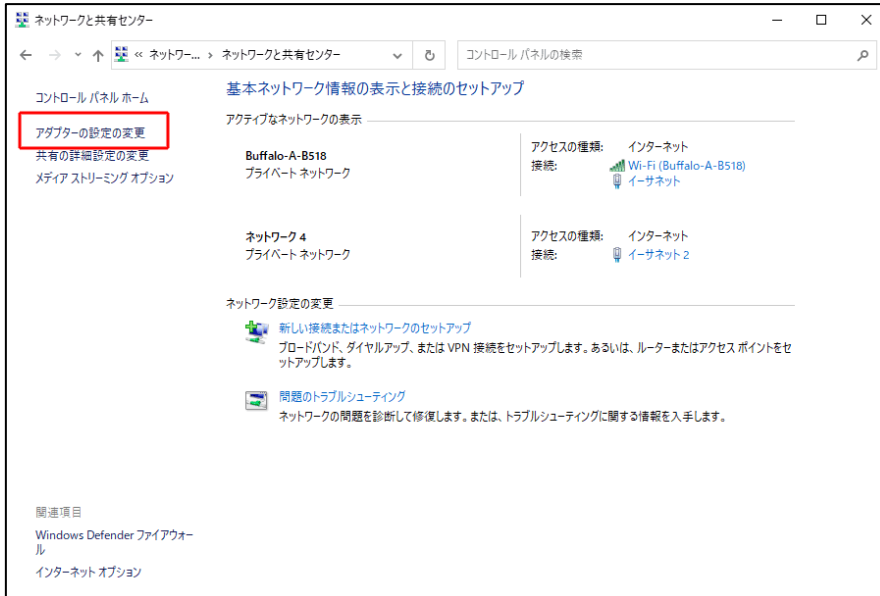 ネットワークと共有センター
« ネットワー... › ネットワークと共有センター
コントロール パネルの検索
コントロール パネル ホーム
アダプターの設定の変更
共有の詳細設定の変更
メディア ストリーミング オプション
基本ネットワーク情報の表示と接続のセットアップ
アクティブなネットワークの表示
Buffalo-A-B518
プライベート ネットワーク
アクセスの種類: インターネット
接続: Wi-Fi (Buffalo-A-B518)
イーサネット
ネットワーク 4
プライベート ネットワーク
アクセスの種類: インターネット
接続: イーサネット 2
ネットワーク設定の変更
新しい接続またはネットワークのセットアップ
ブロードバンド、ダイヤルアップ、または VPN 接続をセットアップします。あるいは、ルーターまたはアクセス ポイントをセ
ットアップします。
問題のトラブルシューティング
ネットワークの問題を診断して修復します。または、トラブルシューティングに関する情報を入手します。
関連項目
Windows Defender ファイアウォー
ル
インターネット オプション